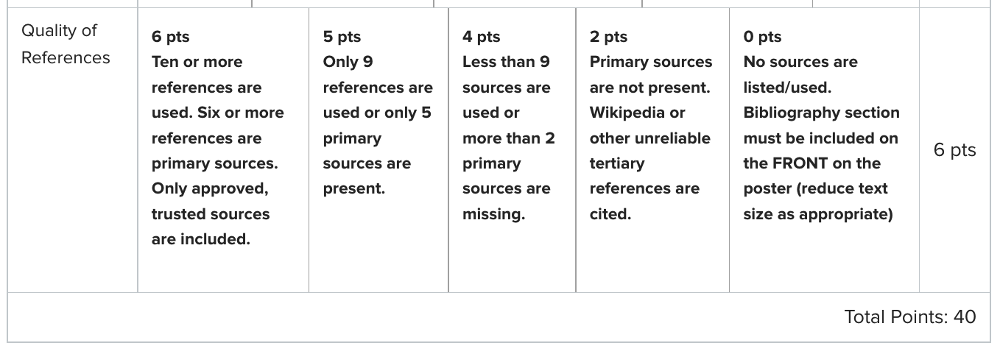 Quality of
References
6 pts
Ten or more
references are
used. Six or more
references are
primary sources.
Only approved,
trusted sources
are included.
5 pts
Only 9
references are
used or only 5
primary
sources are
present.
4 pts
Less than 9
sources are
used or
more than 2
primary
sources are
missing.
2 pts
Primary sources
are not present.
Wikipedia or
other unreliable
tertiary
references are
cited.
0 pts
No sources are
listed/used.
Bibliography section
must be included on
the FRONT on the
poster (reduce text
size as appropriate)
6 pts
Total Points: 40